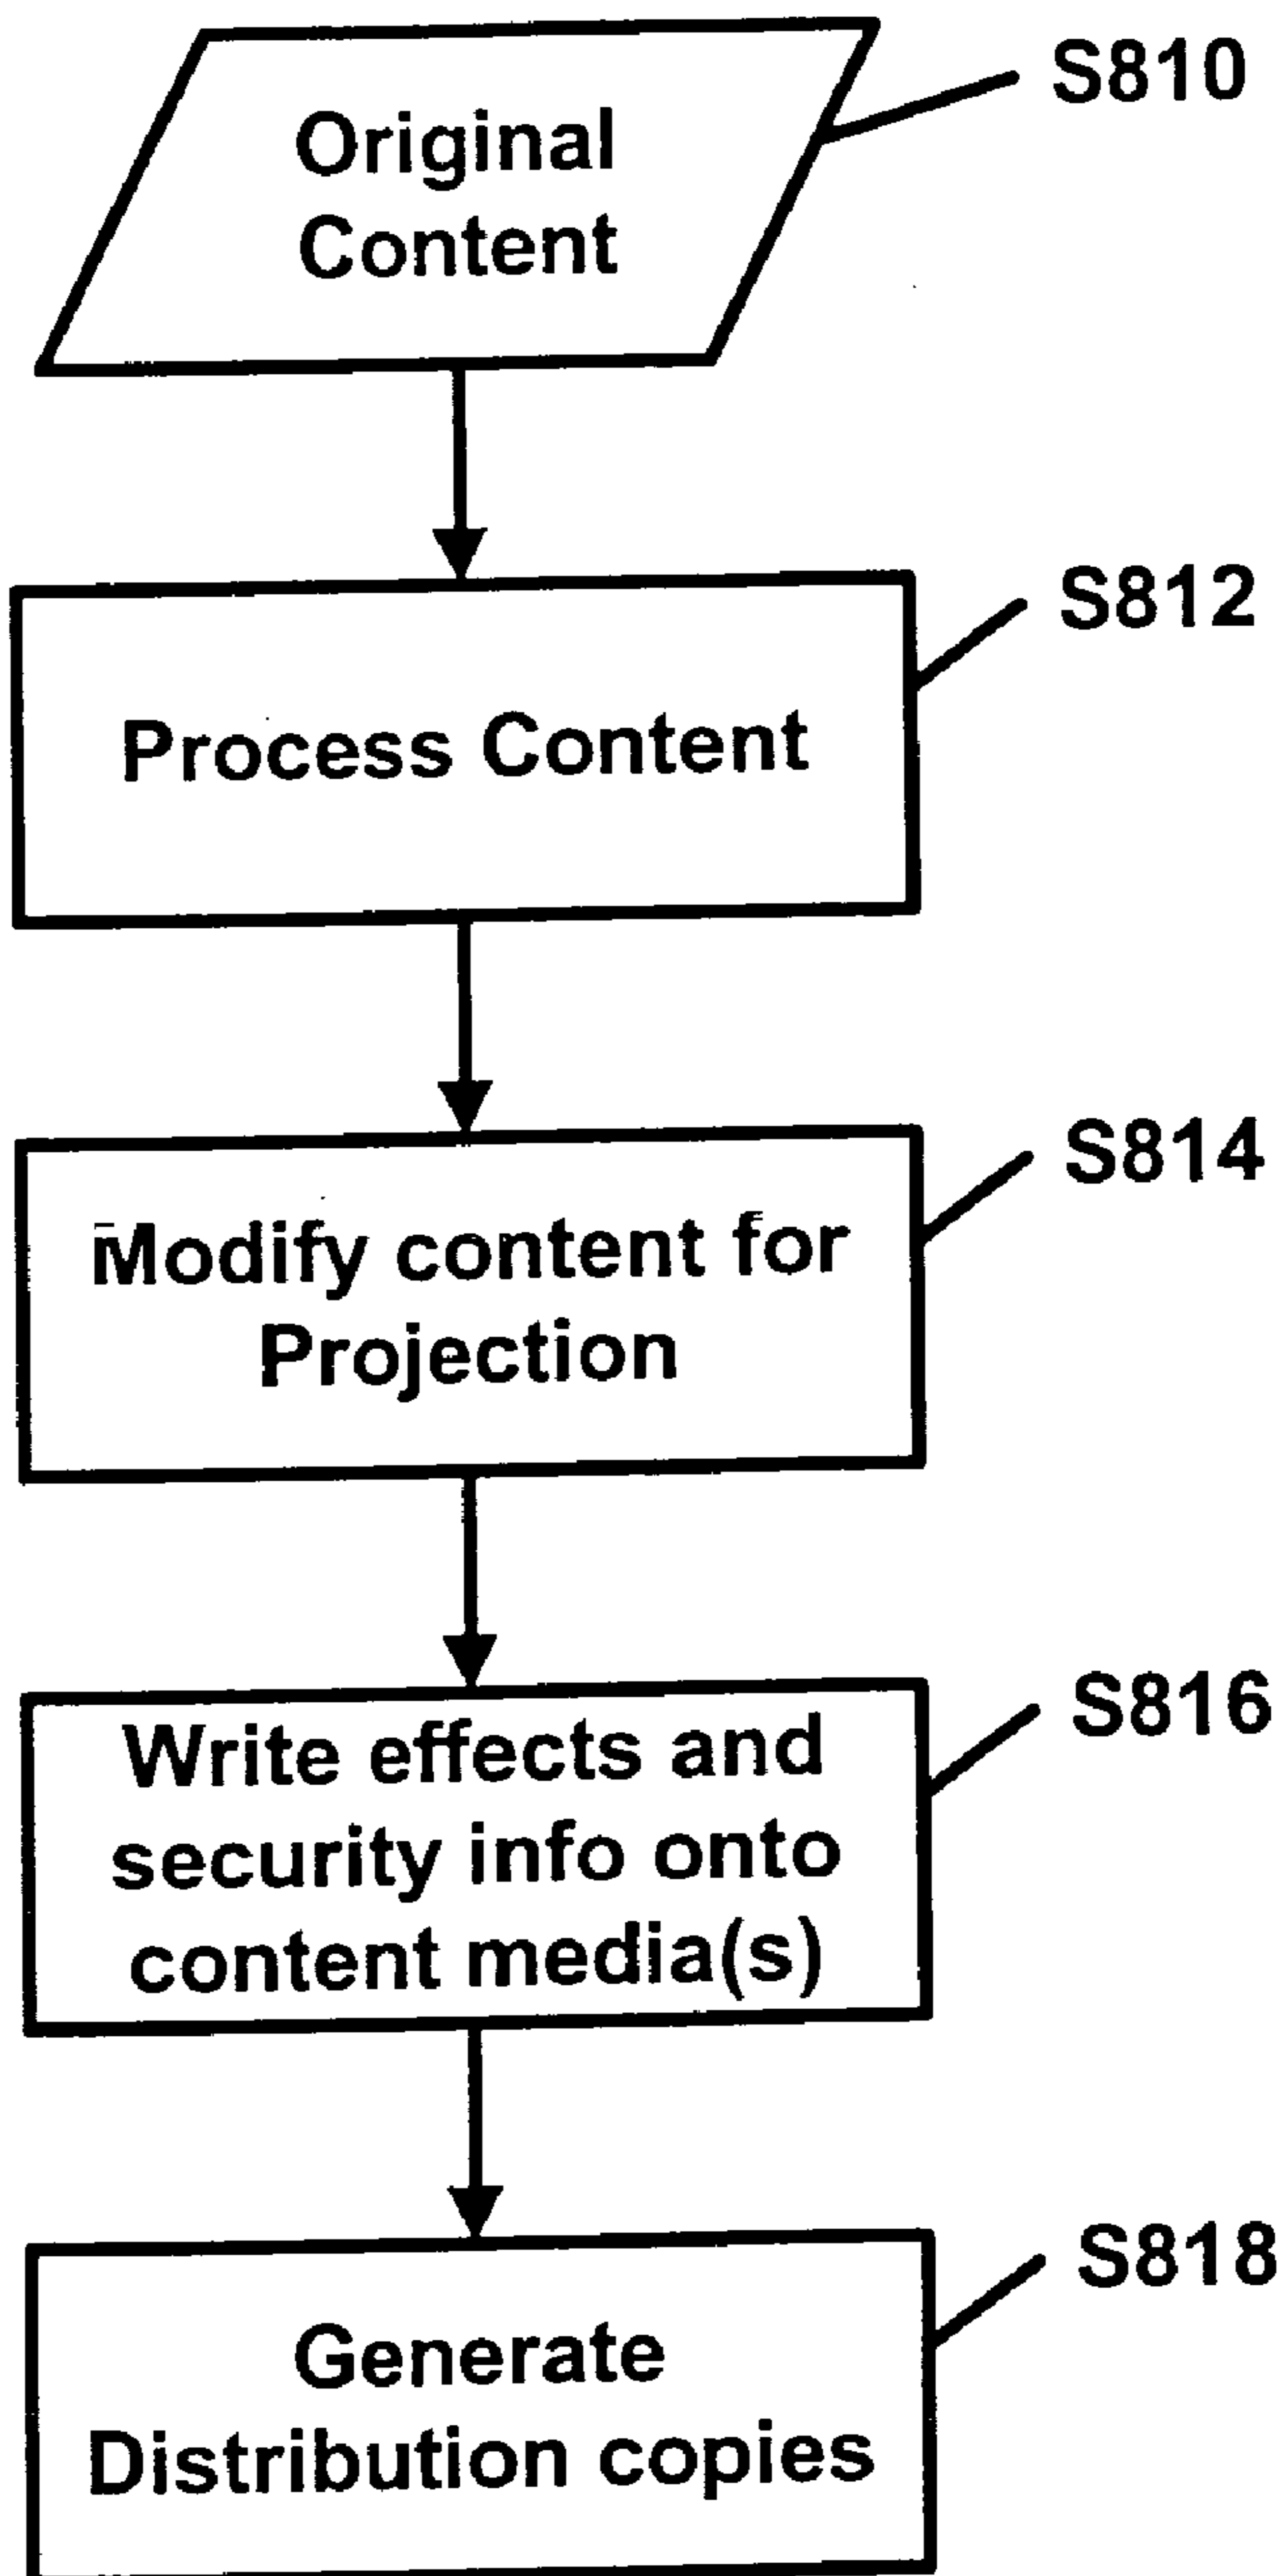 S810
Original
Content
S812
Process Content
S814
Modify content for
Projection
S816
Write effects and
security info onto
content media(s)
S818
Generate
Distribution copies